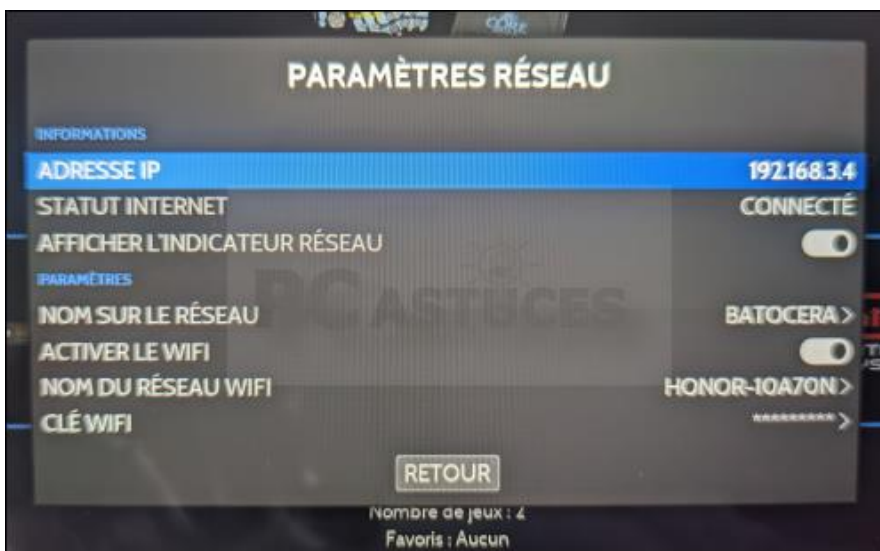 PARAMÈTRES RÉSEAU
INFORMATIONS
ADRESSE IP 192.168.3.4
STATUT INTERNET CONNECTÉ
AFFICHER L'INDICATEUR RÉSEAU
PARAMÈTRES
PC ASTUCES
NOM SUR LE RÉSEAU BATOCERA >
ACTIVER LE WIFI
NOM DU RÉSEAU WIFI HONOR-10A70N >
CLÉ WIFI ********* >
RETOUR
Nombre de jeux : 2
Favoris : Aucun